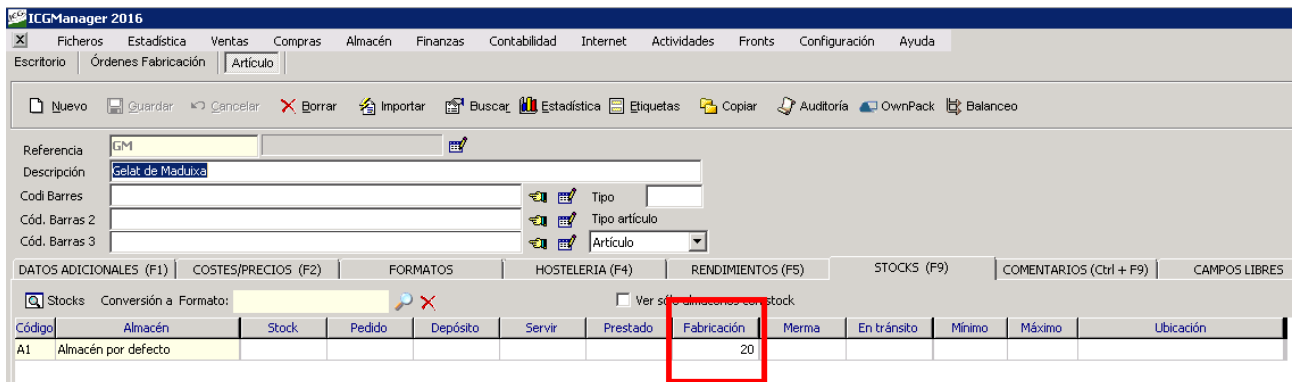 ICGManager 2016
X Ficheros Estadística Ventas Compras Almacén Finanzas Contabilidad Internet Actividades Fronts Configuración Ayuda
Escritorio Órdenes Fabricación Artículo
Nuevo Guardar Cancelar Borrar Importar Buscar Estadística Etiquetas Copiar Auditoría OwnPack Balanceo
Referencia GM
Descripción Gelat de Maduixa
Codi Barres Tipo
Cód. Barras 2 Tipo artículo
Cód. Barras 3 Artículo
DATOS ADICIONALES (F1) COSTES/PRECIOS (F2) FORMATOS HOSTELERIA (F4) RENDIMIENTOS (F5) STOCKS (F9) COMENTARIOS (Ctrl + F9) CAMPOS LIBRES
Stocks Conversión a Formato: Ver sólo almacenes con stock
Código Almacén Stock Pedido Depósito Servir Prestado Fabricación Merma En tránsito Mínimo Máximo Ubicación
A1 Almacén por defecto 20